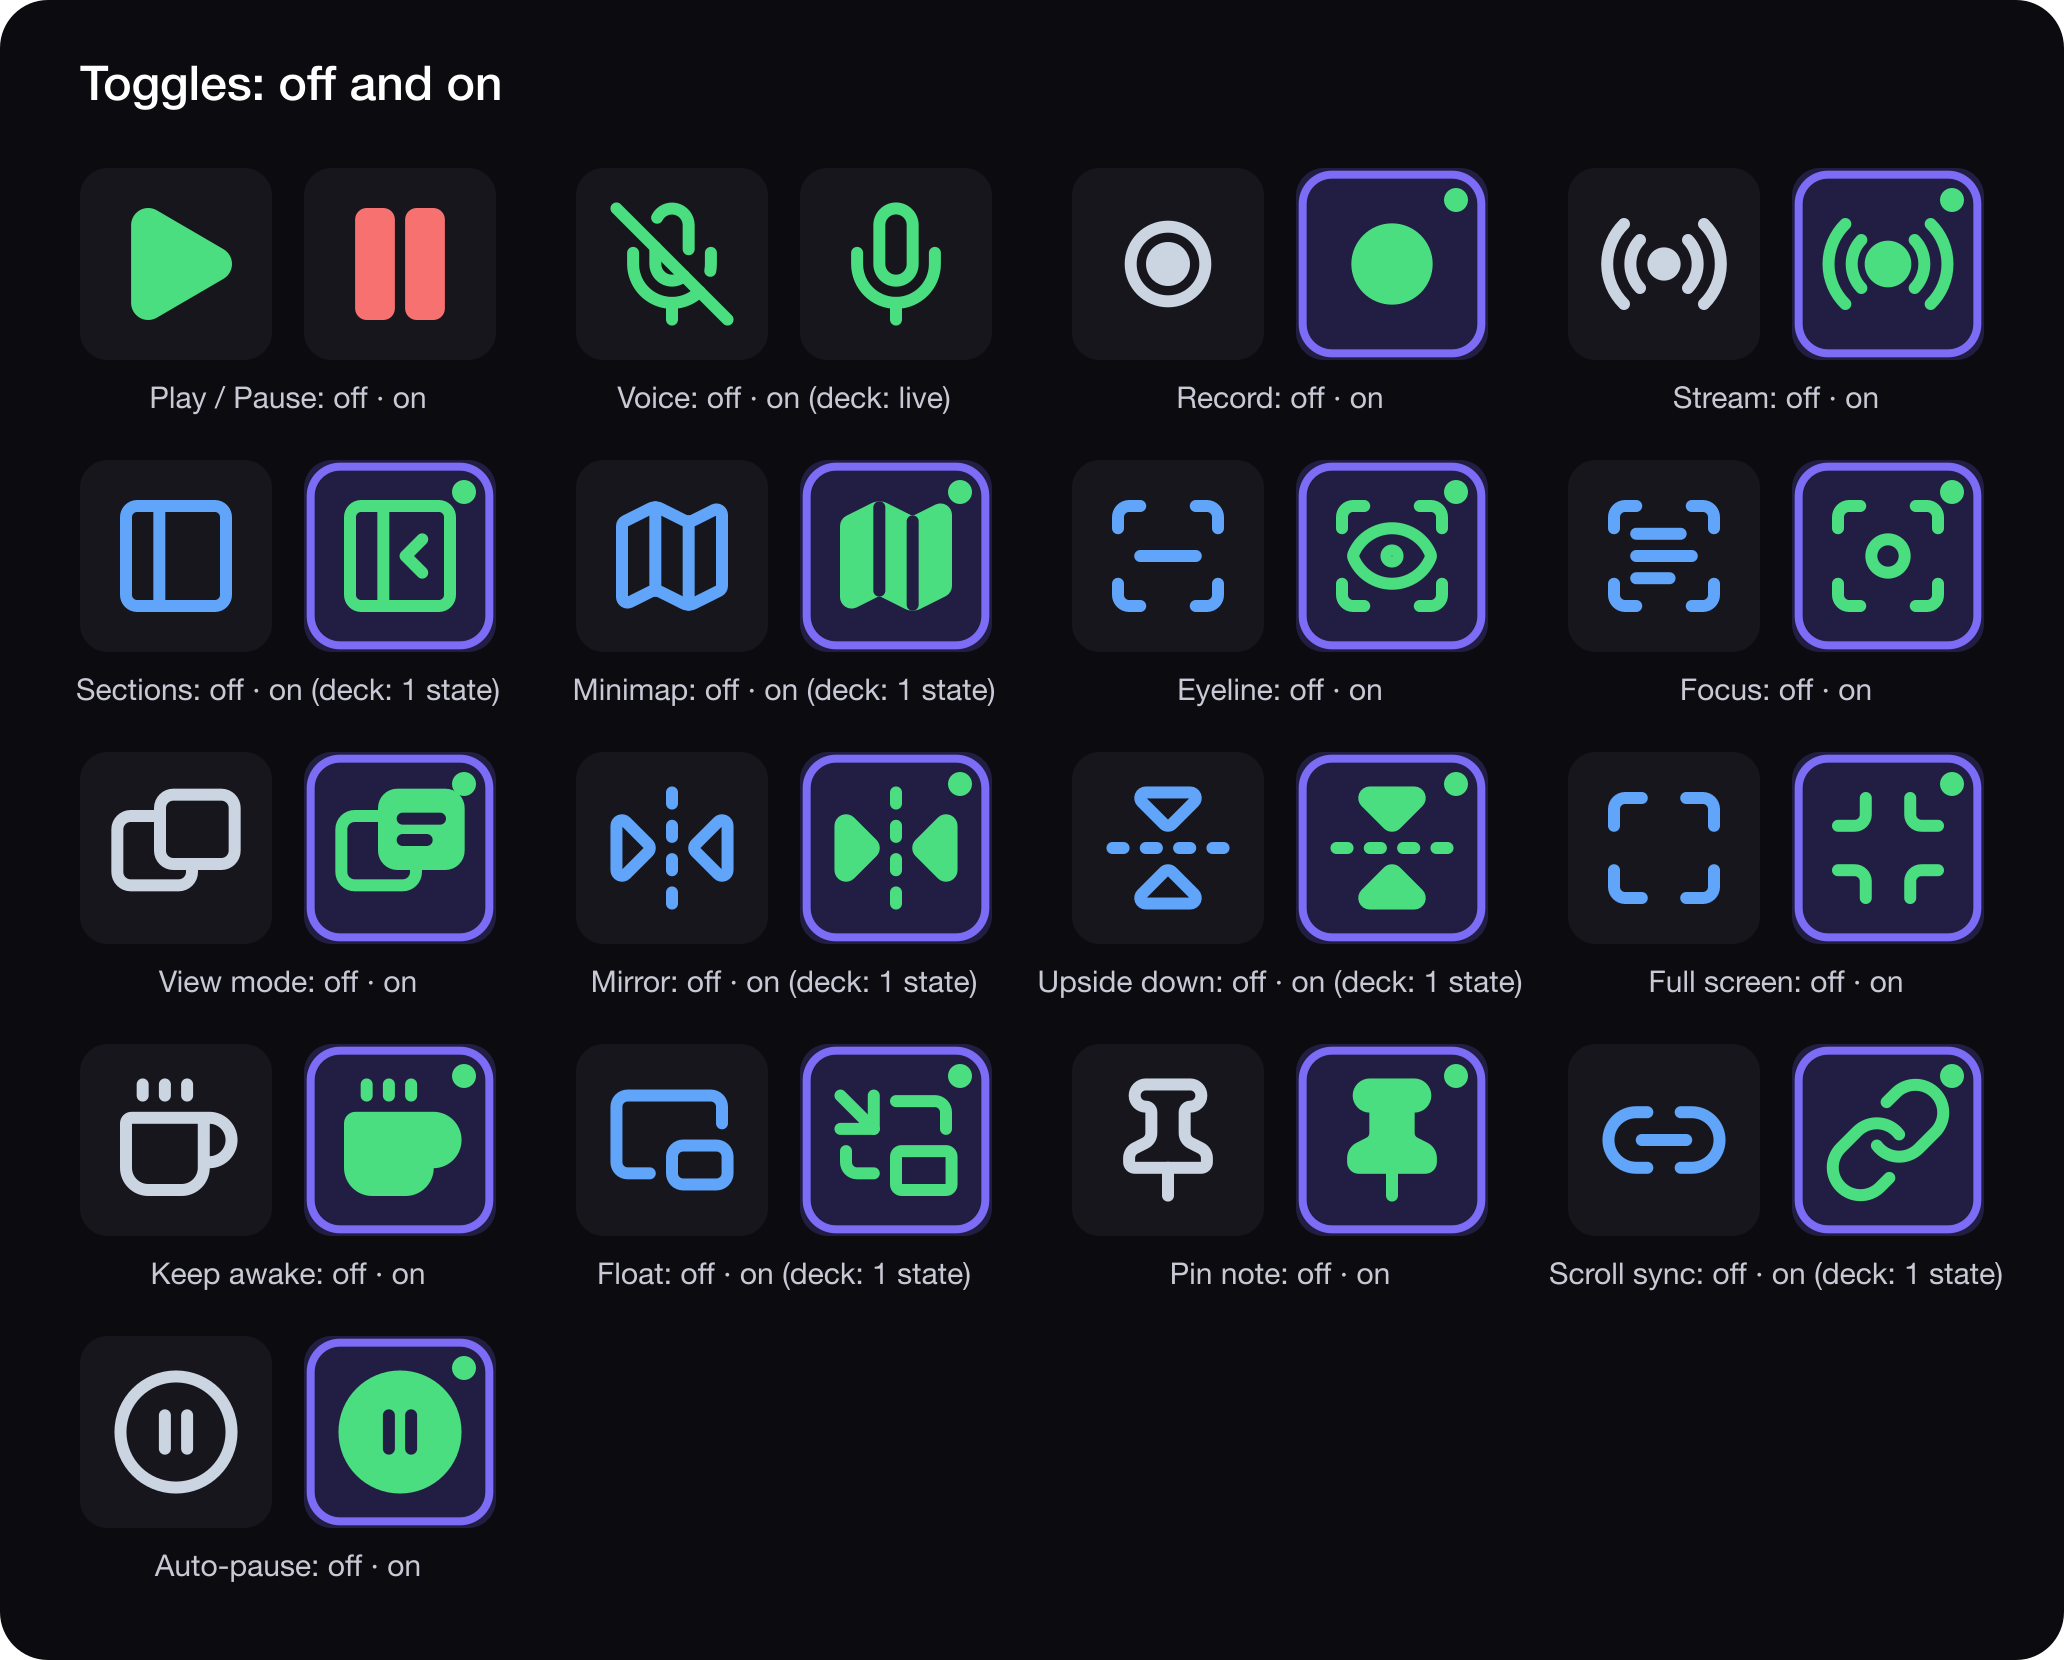 Toggles: off and on
Play / Pause: off · on
Voice: off · on (deck: live)
Record: off · on
Stream: off · on
Sections: off · on (deck: 1 state)
Minimap: off · on (deck: 1 state)
Eyeline: off · on
Focus: off · on
View mode: off · on
Mirror: off · on (deck: 1 state)
Upside down: off · on (deck: 1 state)
Full screen: off · on
Keep awake: off · on
Float: off · on (deck: 1 state)
Pin note: off · on
Scroll sync: off · on (deck: 1 state)
Auto-pause: off · on